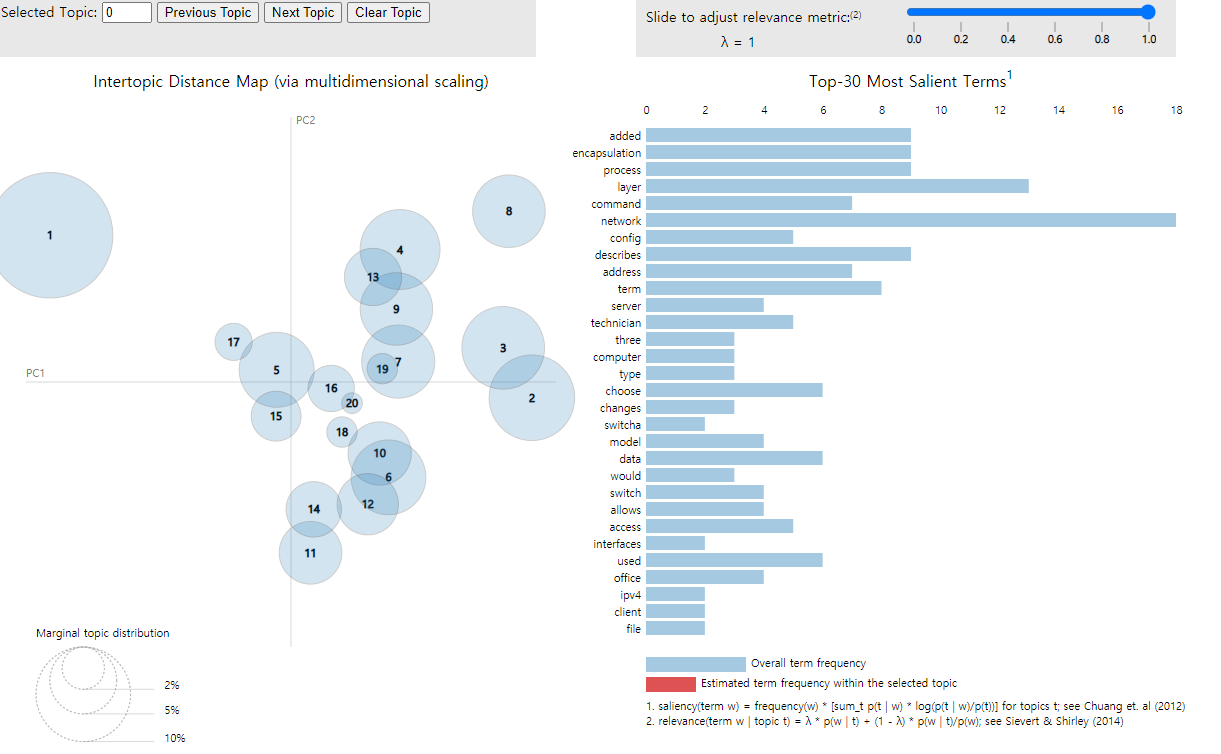 Selected Topic: 0 Previous Topic Next Topic Clear Topic
Slide to adjust relevance metric:(2)
λ = 1
0.0 0.2 0.4 0.6 0.8 1.0
Intertopic Distance Map (via multidimensional scaling)
PC2
PC1
1
8
4
13
9
17
3
5
7
19
16
2
20
15
18
10
6
12
14
11
Marginal topic distribution
2%
5%
10%
Top-30 Most Salient Terms1
0 2 4 6 8 10 12 14 16 18
added
encapsulation
process
layer
command
network
config
describes
address
term
server
technician
three
computer
type
choose
changes
switcha
model
data
would
switch
allows
access
interfaces
used
office
ipv4
client
file
Overall term frequency
Estimated term frequency within the selected topic
1. saliency(term w) = frequency(w) * [sum_t p(t | w) * log(p(t | w)/p(t))] for topics t; see Chuang et. al (2012)
2. relevance(term w | topic t) = λ * p(w | t) + (1 - λ) * p(w | t)/p(w); see Sievert & Shirley (2014)